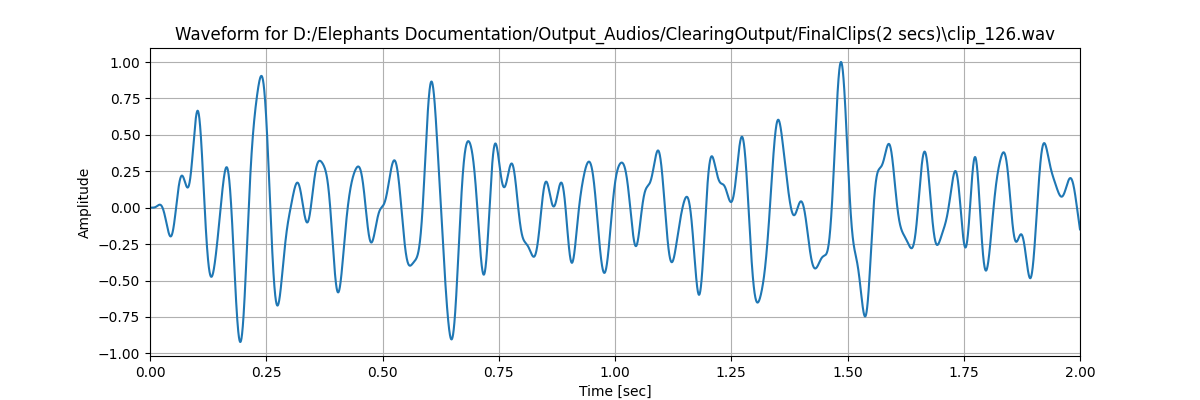 Waveform for D:/Elephants Documentation/Output_Audios/ClearingOutput/FinalClips(2 secs)\clip_126.wav
1.00
0.75
0.50
0.25
0.00
−0.25
−0.50
−0.75
−1.00
Amplitude
0.00 0.25 0.50 0.75 1.00 1.25 1.50 1.75 2.00
Time [sec]